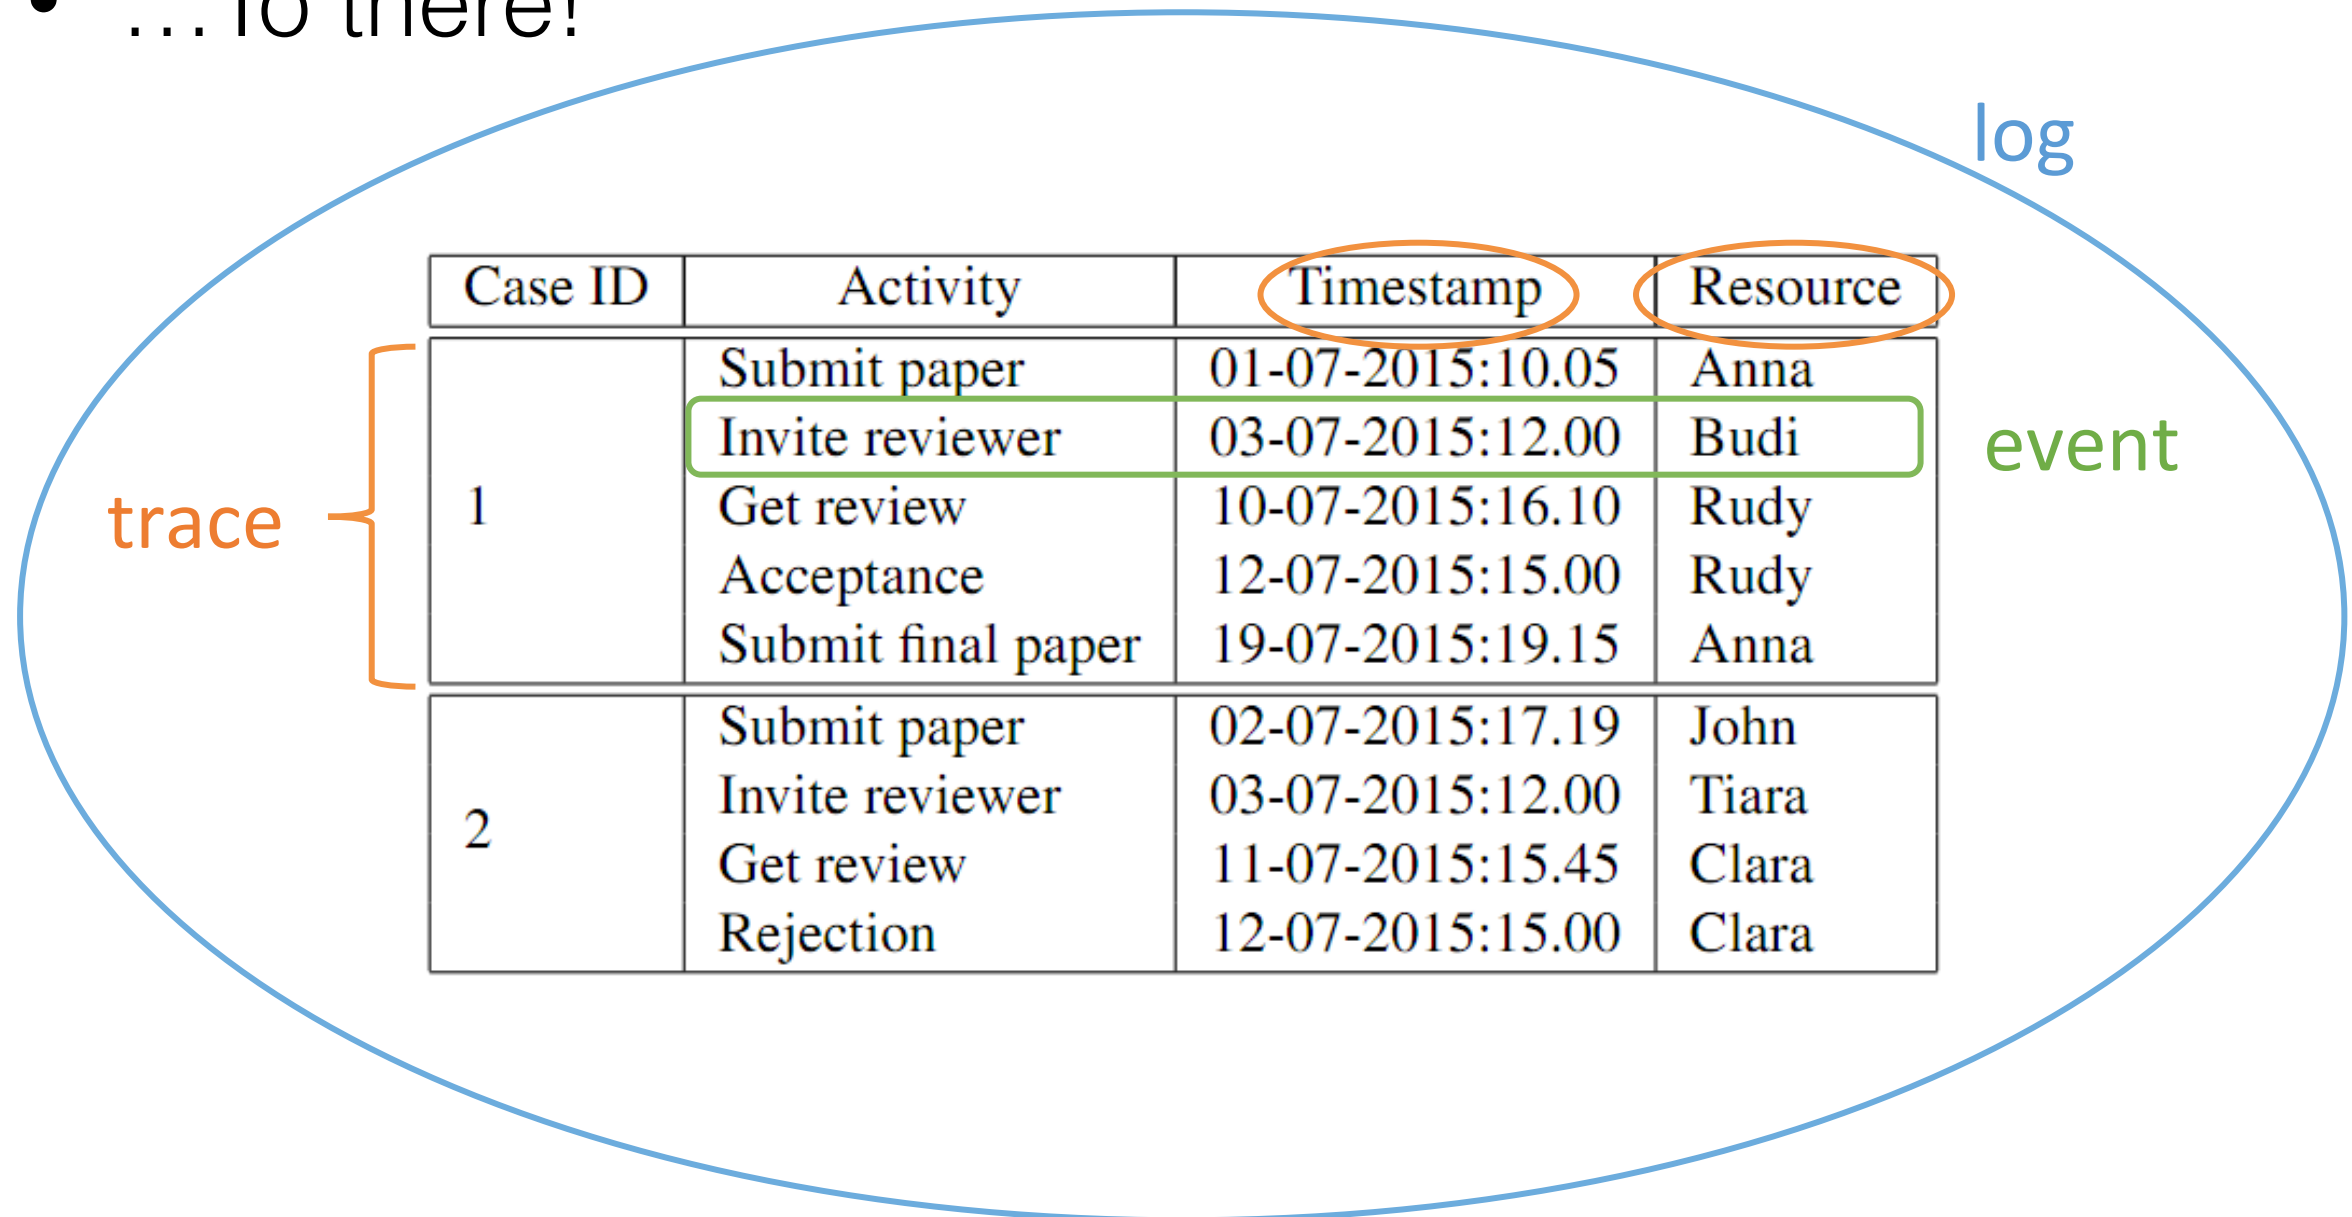 • …To there!
log
Case ID Activity Timestamp Resource
Submit paper 01-07-2015:10.05 Anna
Invite reviewer 03-07-2015:12.00 Budi
event
trace
1 Get review 10-07-2015:16.10 Rudy
Acceptance 12-07-2015:15.00 Rudy
Submit final paper 19-07-2015:19.15 Anna
Submit paper 02-07-2015:17.19 John
Invite reviewer 03-07-2015:12.00 Tiara
2
Get review 11-07-2015:15.45 Clara
Rejection 12-07-2015:15.00 Clara